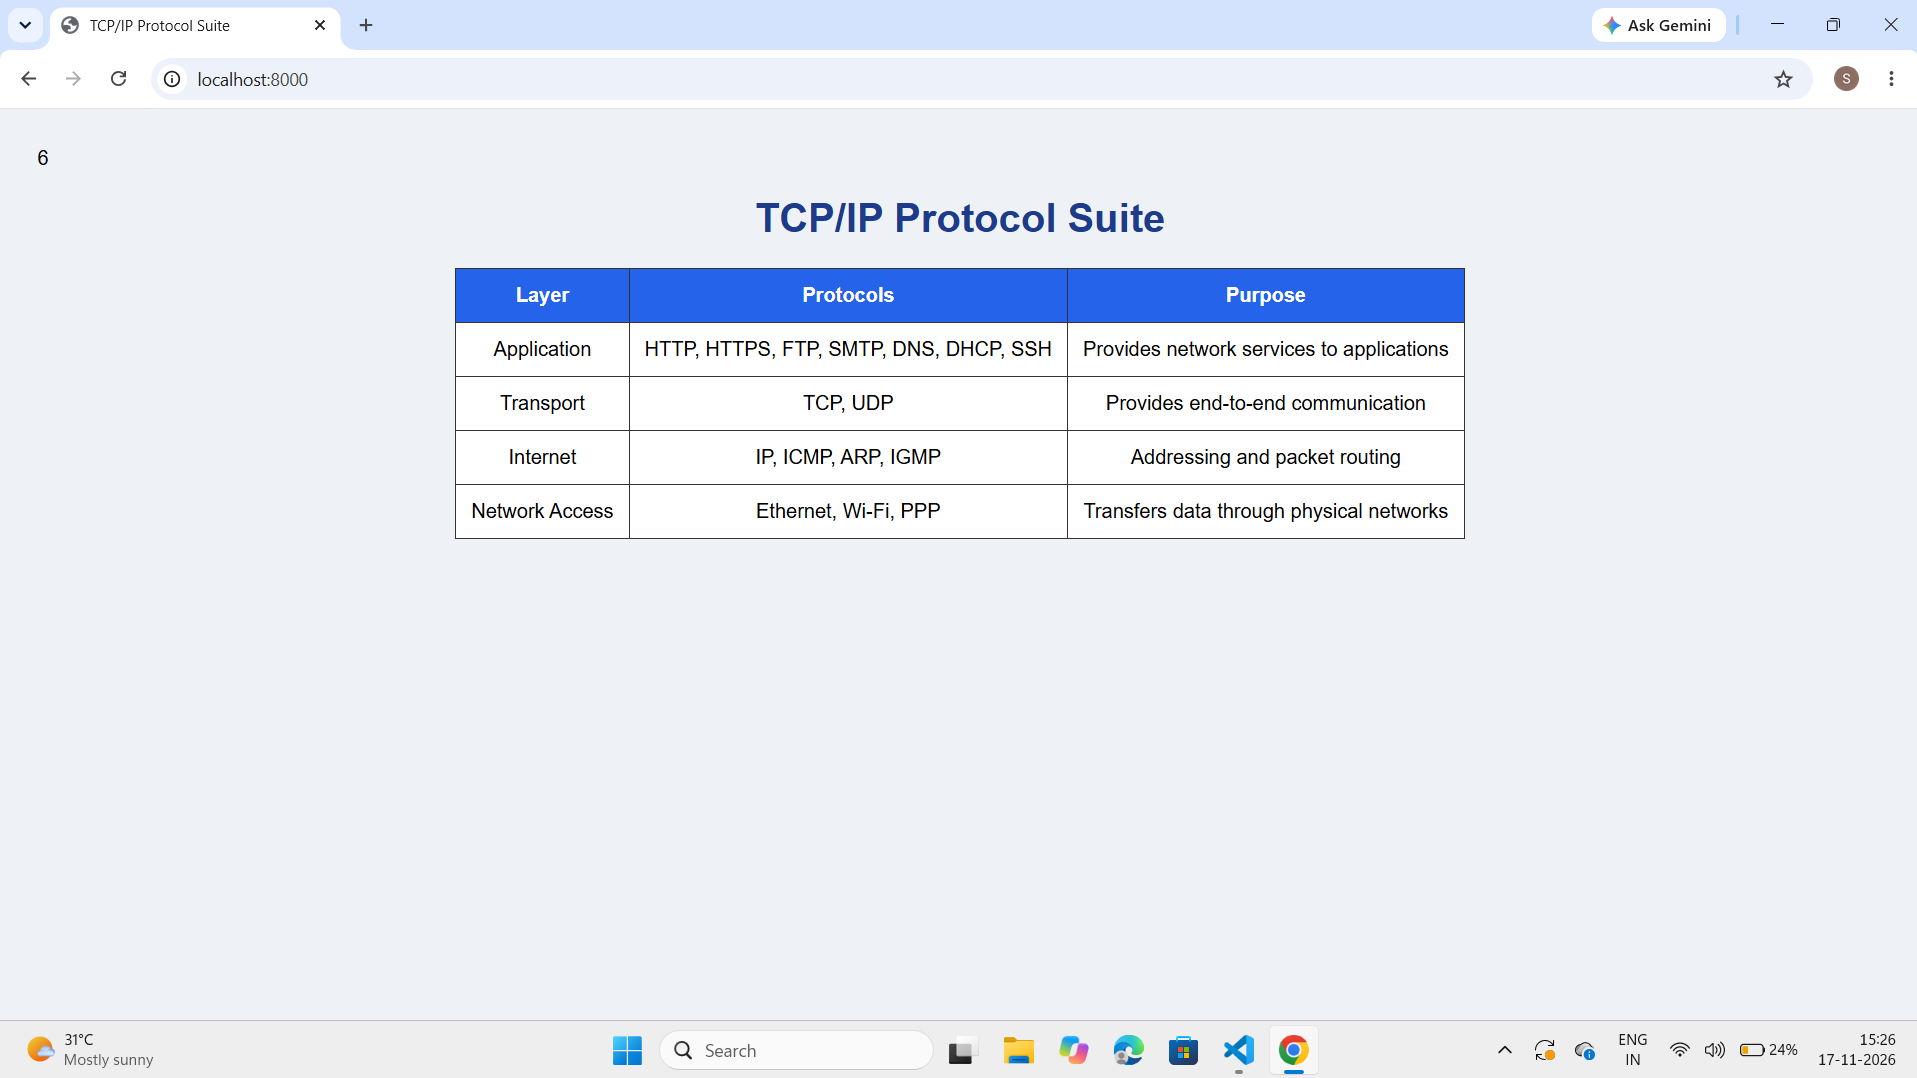 TCP/IP Protocol Suite
Ask Gemini
localhost:8000
S
6
TCP/IP Protocol Suite
Layer Protocols Purpose
Application HTTP, HTTPS, FTP, SMTP, DNS, DHCP, SSH Provides network services to applications
Transport TCP, UDP Provides end-to-end communication
Internet IP, ICMP, ARP, IGMP Addressing and packet routing
Network Access Ethernet, Wi-Fi, PPP Transfers data through physical networks
31°C
Mostly sunny
Search
ENG
IN
24%
15:26
17-11-2026